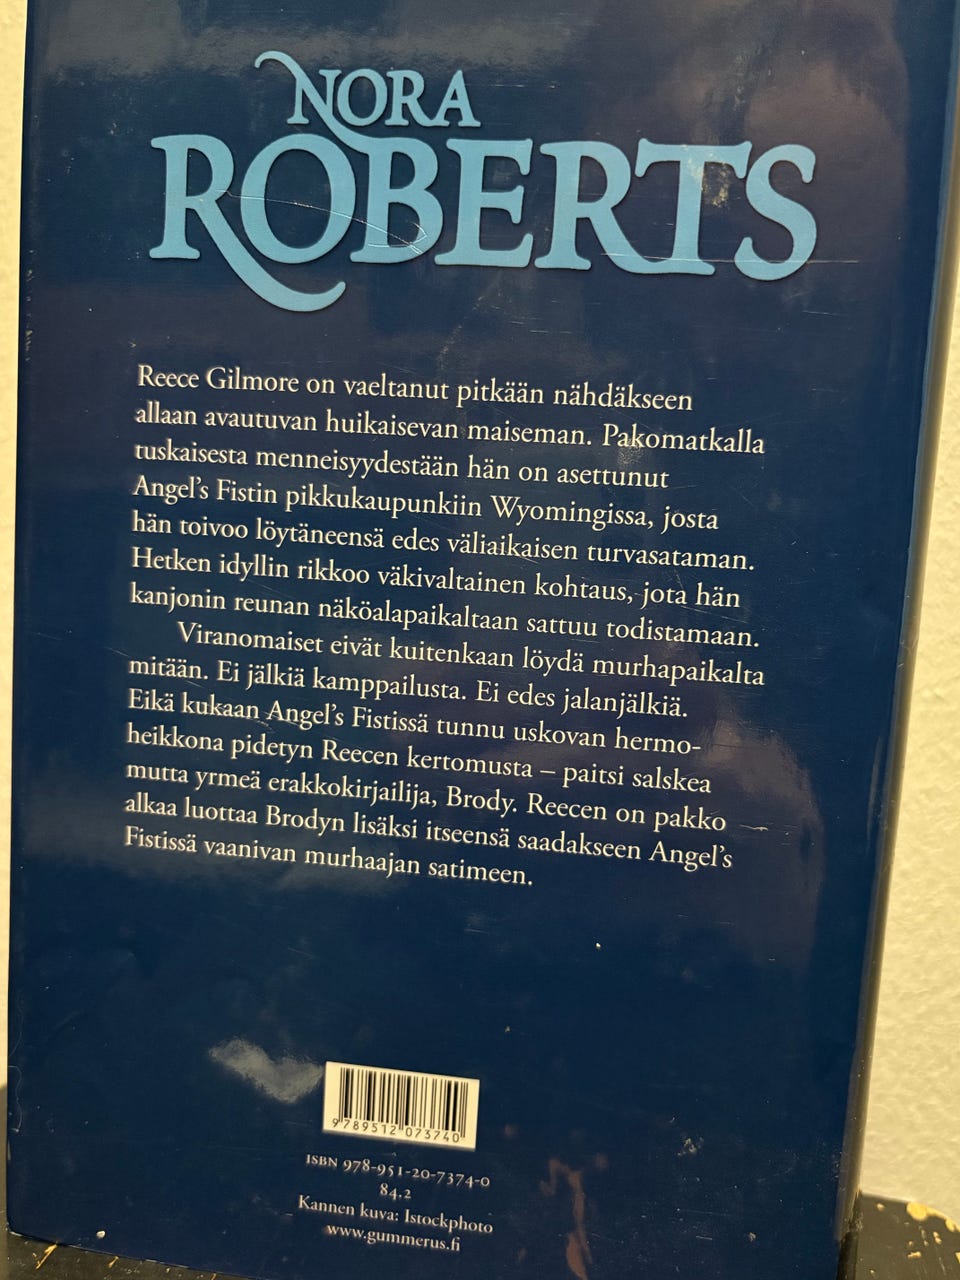 NORA
ROBERTS
Reece Gilmore on vaeltanut pitkään nähdäkseen
allaan avautuvan huikaisevan maiseman. Pakomatkalla
tuskaisesta menneisyydestään hän on asettunut
Angel's Fistin pikkukaupunkiin Wyomingissa, josta
hän toivoo löytäneensä edes väliaikaisen turvasataman.
Hetken idyllin rikkoo väkivaltainen kohtaus, jota hän
kanjonin reunan näköalapaikaltaan sattuu todistamaan.
Viranomaiset eivät kuitenkaan löydä murhapaikalta
mitään. Ei jälkiä kamppailusta. Ei edes jalanjälkiä.
Eikä kukaan Angel's Fistissä tunnu uskovan hermo-
heikkona pidetyn Reecen kertomusta – paitsi salskea
mutta yrmeä erakkokirjailija, Brody. Reecen on pakko
alkaa luottaa Brodyn lisäksi itseensä saadakseen Angel's
Fistissä vaanivan murhaajan satimeen.
9 789512 073740
ISBN 978-951-20-7374-0
84.2
Kannen kuva: Istockphoto
www.gummerus.fi